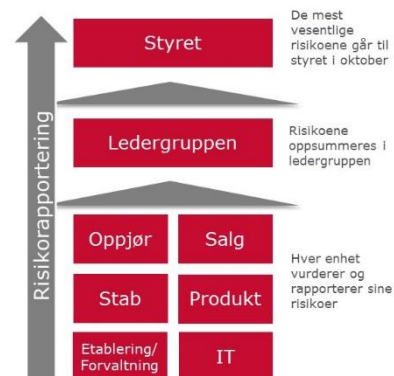 Risikorapportering
Styret
De mest
vesentlige
risikoene går til
styret i oktober
Ledergruppen
Risikoene
oppsummeres i
ledergruppen
Oppjør
Salg
Stab
Produkt
Etablering/
Forvaltning
IT
Hver enhet
vurderer og
rapporterer sine
risikoer